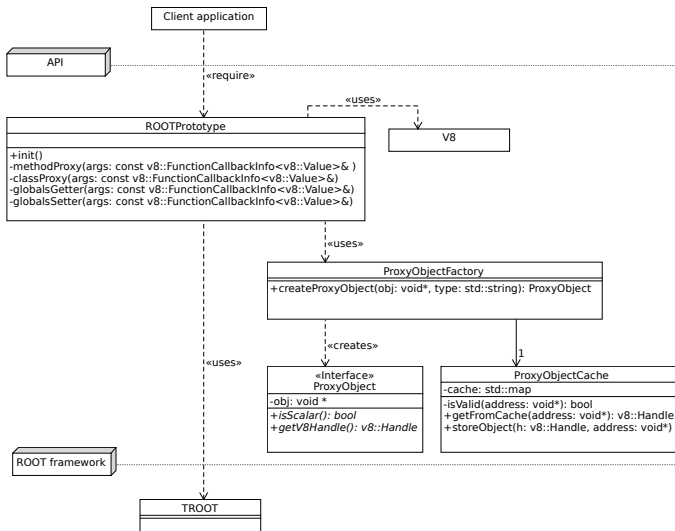 Client application
API
«require»
«uses»
ROOTPrototype
V8
+init()
-methodProxy(args: const v8::FunctionCallbackInfo<v8::Value>& )
-classProxy(args: const v8::FunctionCallbackInfo<v8::Value>&)
-globalsGetter(args: const v8::FunctionCallbackInfo<v8::Value>&)
-globalsSetter(args: const v8::FunctionCallbackInfo<v8::Value>&)
«uses»
ProxyObjectFactory
+createProxyObject(obj: void*, type: std::string): ProxyObject
«creates»
1
«uses»
«Interface»
ProxyObject
-obj: void *
+isScalar(): bool
+getV8Handle(): v8::Handle
ProxyObjectCache
-cache: std::map
-isValid(address: void*): bool
+getFromCache(address: void*): v8::Handle
+storeObject(h: v8::Handle, address: void*)
ROOT framework
TROOT